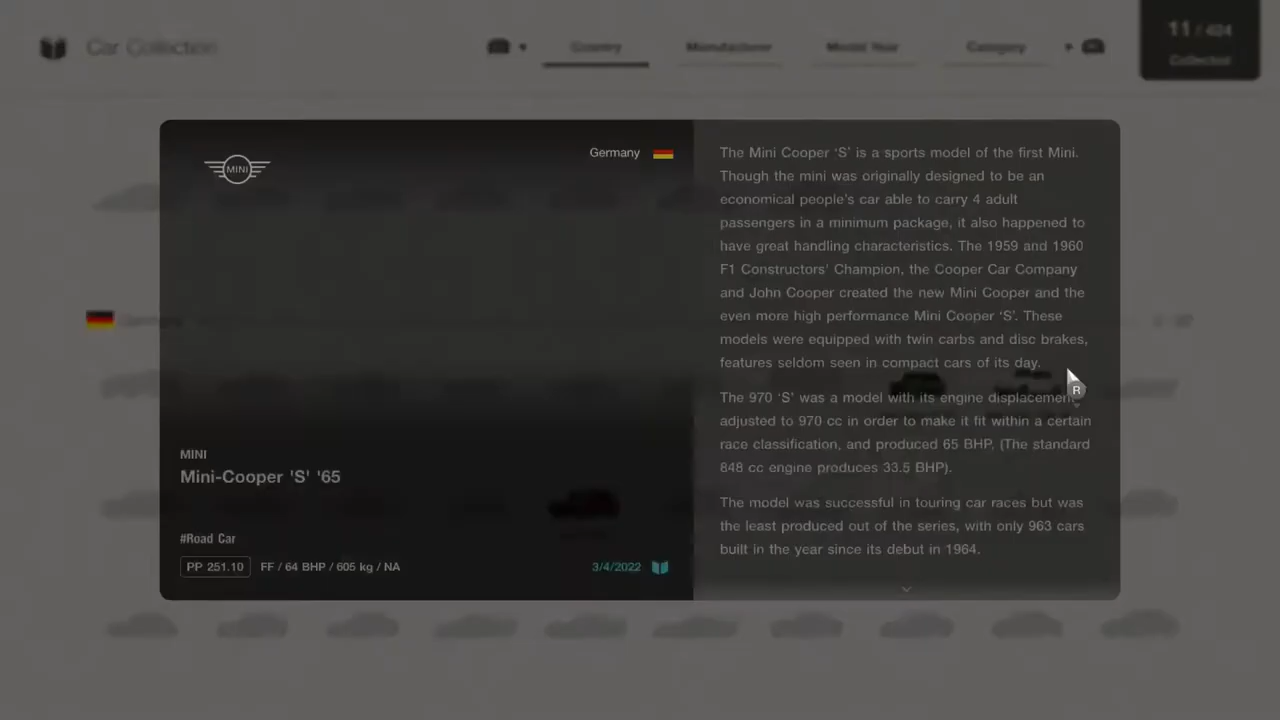 Car Collection
Country
Manufacturer
Model Year
Category
11 / 424
Collected
MINI
Germany
MINI
Mini-Cooper 'S' '65
#Road Car
PP 251.10
FF / 64 BHP / 605 kg / NA
3/4/2022
The Mini Cooper ‘S’ is a sports model of the first Mini.
Though the mini was originally designed to be an
economical people’s car able to carry 4 adult
passengers in a minimum package, it also happened to
have great handling characteristics. The 1959 and 1960
F1 Constructors’ Champion, the Cooper Car Company
and John Cooper created the new Mini Cooper and the
even more high performance Mini Cooper ‘S’. These
models were equipped with twin carbs and disc brakes,
features seldom seen in compact cars of its day.
The 970 ‘S’ was a model with its engine displacement
adjusted to 970 cc in order to make it fit within a certain
race classification, and produced 65 BHP, (The standard
848 cc engine produces 33.5 BHP).
The model was successful in touring car races but was
the least produced out of the series, with only 963 cars
built in the year since its debut in 1964.
R
Germany